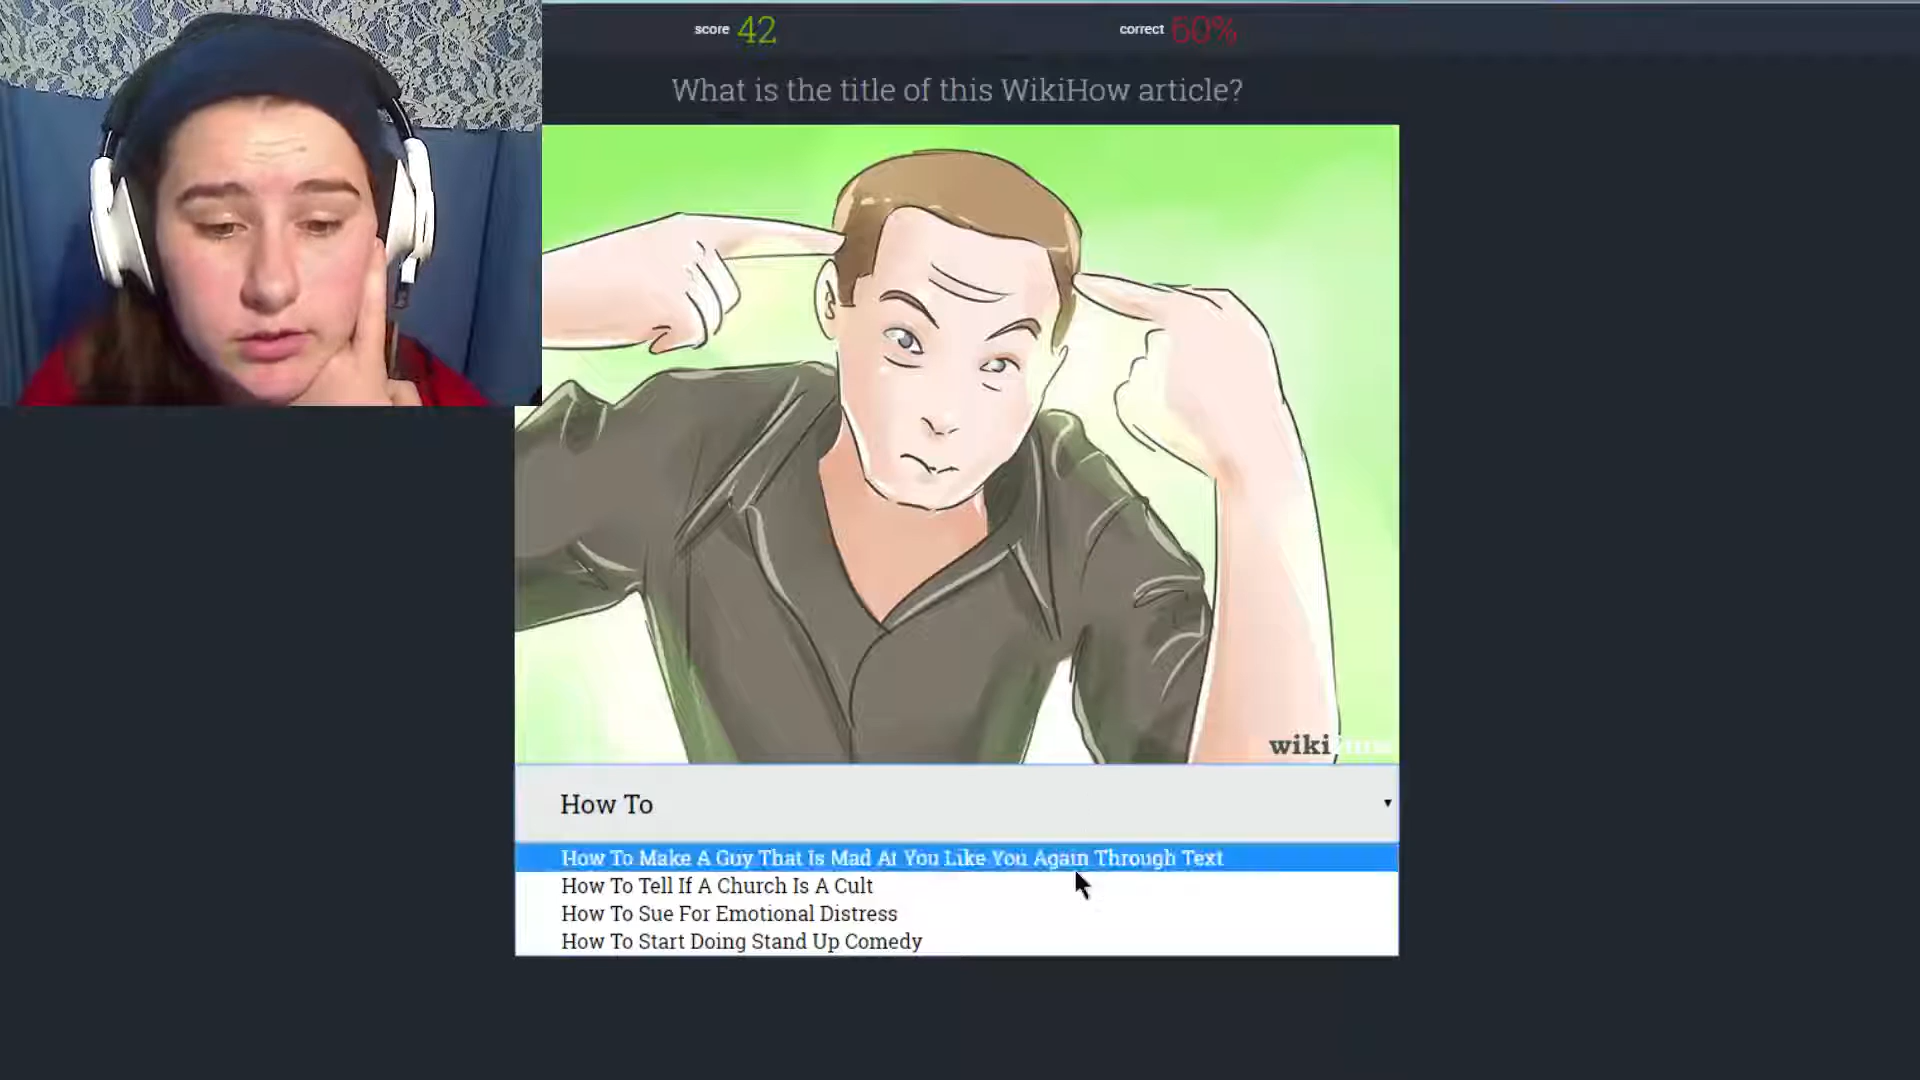 score 42
correct 60%
What is the title of this WikiHow article?
wiki
How To
How To Make A Guy That Is Mad At You Like You Again Through Text
How To Tell If A Church Is A Cult
How To Sue For Emotional Distress
How To Start Doing Stand Up Comedy